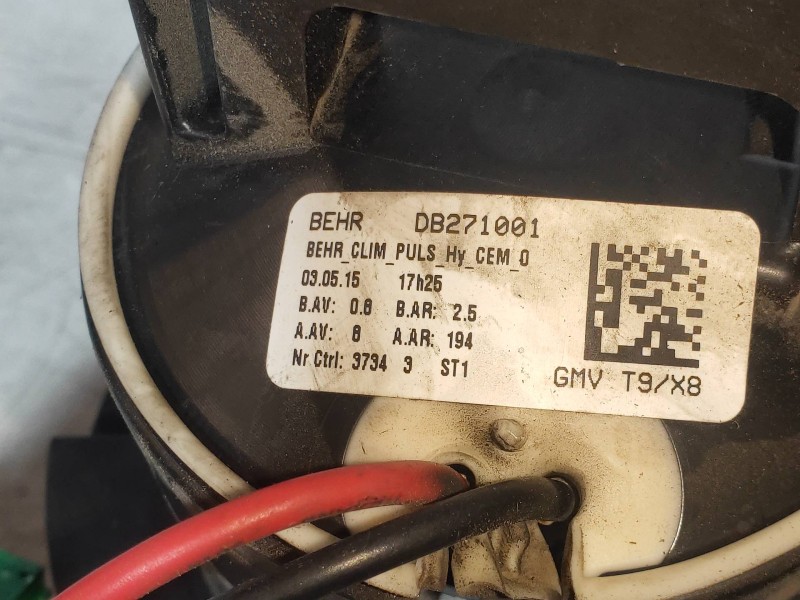 BEHR DB271001
BEHR_CLIM_PULS_Hy_CEM_0
03.05.15 17h25
B.AV: 0.6 B.AR: 2.5
A.AV: 8 A.AR: 194
Nr Ctrl: 3734 3 ST1
GMV T9/X8